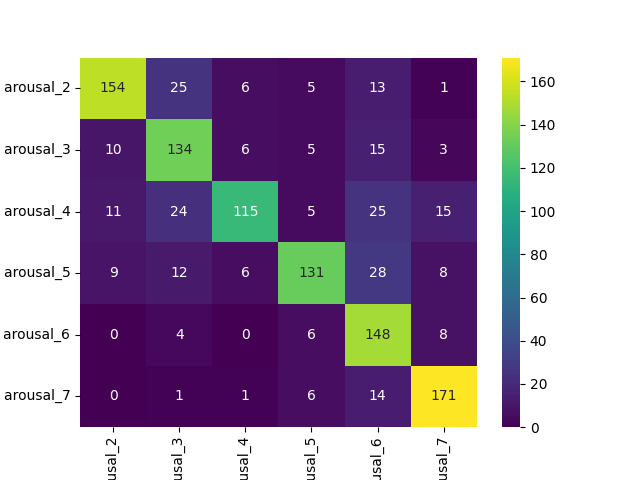 arousal_2 154 25 6 5 13 1
arousal_3 10 134 6 5 15 3
arousal_4 11 24 115 5 25 15
arousal_5 9 12 6 131 28 8
arousal_6 0 4 0 6 148 8
arousal_7 0 1 1 6 14 171
usal_2
usal_3
usal_4
usal_5
usal_6
usal_7
160
140
120
100
80
60
40
20
0